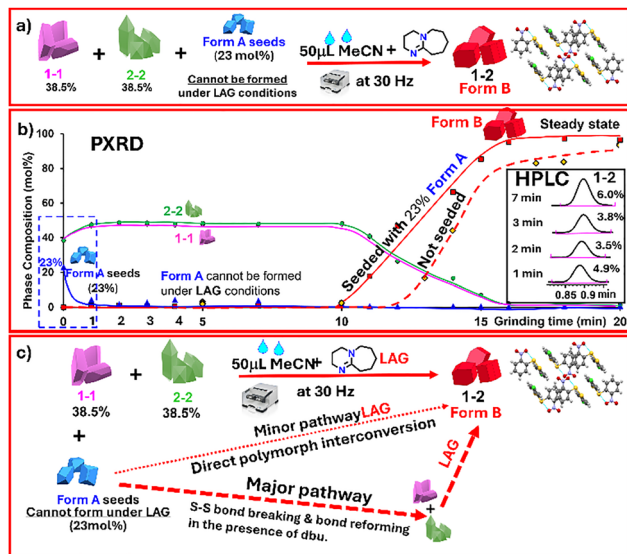 a)
1-1
38.5%
+
2-2
38.5%
+
Form A seeds
(23 mol%)
Cannot be formed
under LAG conditions
50µL MeCN +
at 30 Hz
1-2
Form B
b)
PXRD
Phase Composition (mol%)
100
80
60
40
20
0
23%
Form A seeds
(23%)
2-2
1-1
Form A cannot be formed
under LAG conditions
Seeded with 23% Form A
Not seeded
Form B
Steady state
HPLC 1-2
7 min 6.0%
3 min 3.8%
2 min 3.5%
1 min 4.9%
0.85 0.9 min
0 1 2 3 4 5 10 15 20
Grinding time (min)
c)
1-1
38.5%
+
2-2
38.5%
50µL MeCN+ LAG
at 30 Hz
1-2
Form B
+
Form A seeds
Cannot form under LAG
(23mol%)
Minor pathway LAG
Direct polymorph interconversion
Major pathway
S-S bond breaking & bond reforming
in the presence of dbu.
+
LAG